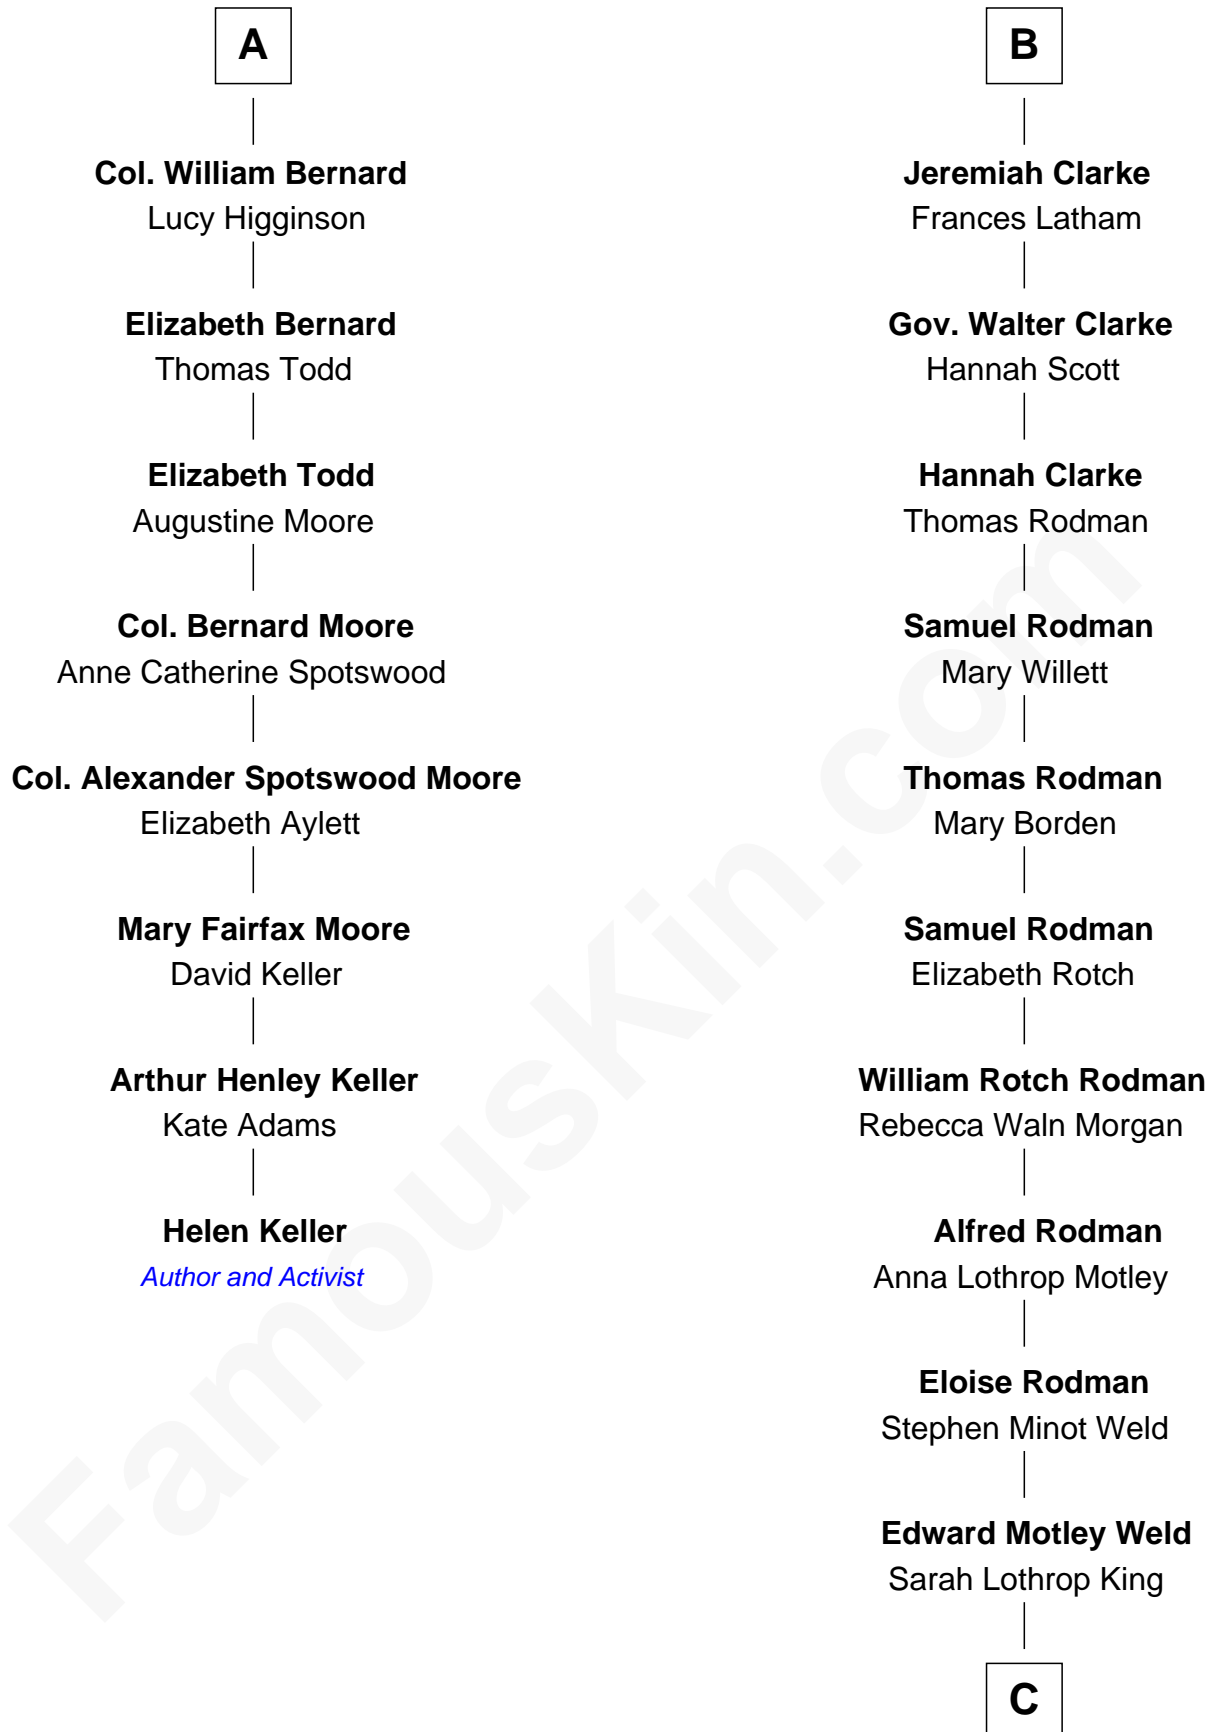 A
Col. William Bernard
Lucy Higginson
Elizabeth Bernard
Thomas Todd
Elizabeth Todd
Augustine Moore
Col. Bernard Moore
Anne Catherine Spotswood
Col. Alexander Spotswood Moore
Elizabeth Aylett
Mary Fairfax Moore
David Keller
Arthur Henley Keller
Kate Adams
Helen Keller
Author and Activist
B
Jeremiah Clarke
Frances Latham
Gov. Walter Clarke
Hannah Scott
Hannah Clarke
Thomas Rodman
Samuel Rodman
Mary Willett
Thomas Rodman
Mary Borden
Samuel Rodman
Elizabeth Rotch
William Rotch Rodman
Rebecca Waln Morgan
Alfred Rodman
Anna Lothrop Motley
Eloise Rodman
Stephen Minot Weld
Edward Motley Weld
Sarah Lothrop King
C
FamousKin.com